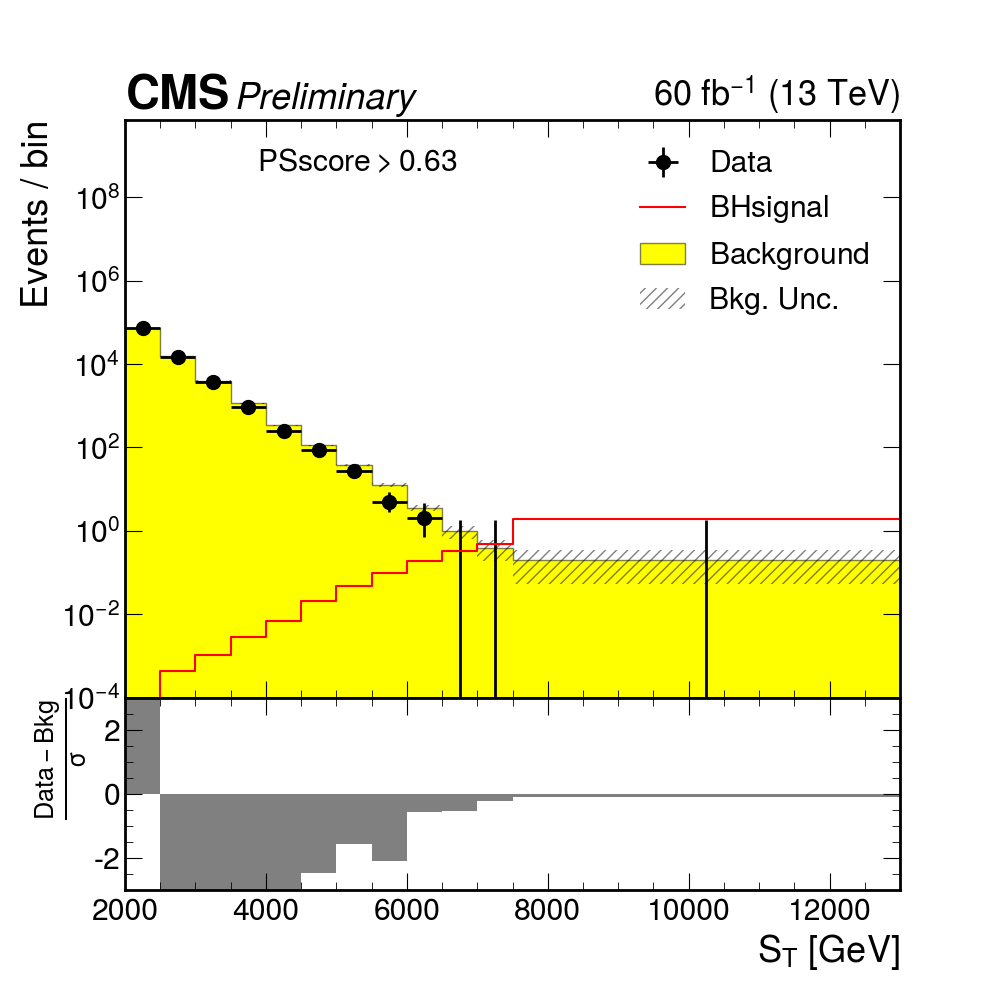 CMS Preliminary 60 fb⁻¹ (13 TeV)
Events / bin
PSscore > 0.63
Data
BHsignal
Background
Bkg. Unc.
10⁸
10⁶
10⁴
10²
10⁰
10⁻²
10⁻⁴
Data – Bkg
σ
2
0
-2
2000 4000 6000 8000 10000 12000
S_T [GeV]